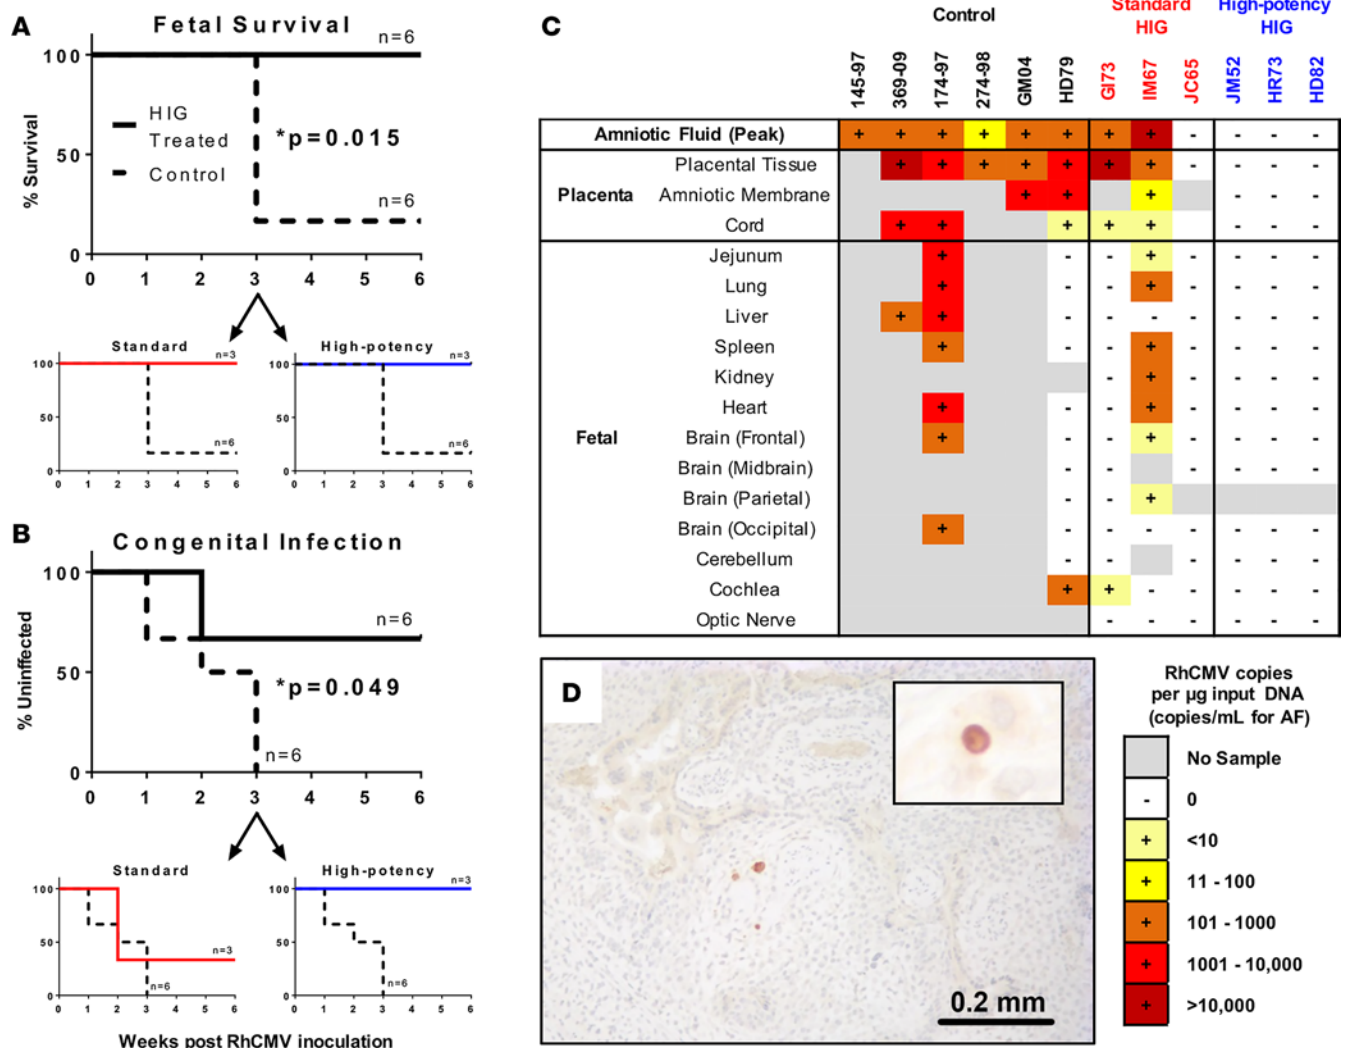 A
Fetal Survival
n=6
100
50
0
% Survival
HIG
Treated
Control
*p=0.015
n=6
0 1 2 3 4 5 6
Standard
n=3
100
50
0
n=6
0 1 2 3 4 5 6
High-potency
n=3
100
50
0
n=6
0 1 2 3 4 5 6
B
Congenital Infection
100
50
0
% Uninffected
n=6
*p=0.049
n=6
0 1 2 3 4 5 6
Standard
100
50
0
n=3
n=6
0 1 2 3 4 5 6
High-potency
n=3
100
50
0
n=6
0 1 2 3 4 5 6
Weeks post RhCMV inoculation
C
Control
Standard
HIG
High-potency
HIG
145-97 369-09 174-97 274-98 GM04 HD79 GI73 IM67 JC65 JM52 HR73 HD82
Amniotic Fluid (Peak) + + + + + + + + - - - -
Placenta
Placental Tissue + + + + + + + - - - -
Amniotic Membrane + + + - - -
Cord + + + + + - - - -
Fetal
Jejunum + - - + - - - -
Lung + - - + - - - -
Liver + + - - - - - - -
Spleen + - - + - - - -
Kidney - + - - - -
Heart + - - + - - - -
Brain (Frontal) + - - + - - - -
Brain (Midbrain) - - - - - -
Brain (Parietal) - - +
Brain (Occipital) + - - - - - - -
Cerebellum - - - - - -
Cochlea + + - - - - -
Optic Nerve - - - - - -
D
0.2 mm
RhCMV copies
per µg input DNA
(copies/mL for AF)
No Sample
- 0
+ <10
+ 11 - 100
+ 101 - 1000
+ 1001 - 10,000
+ >10,000